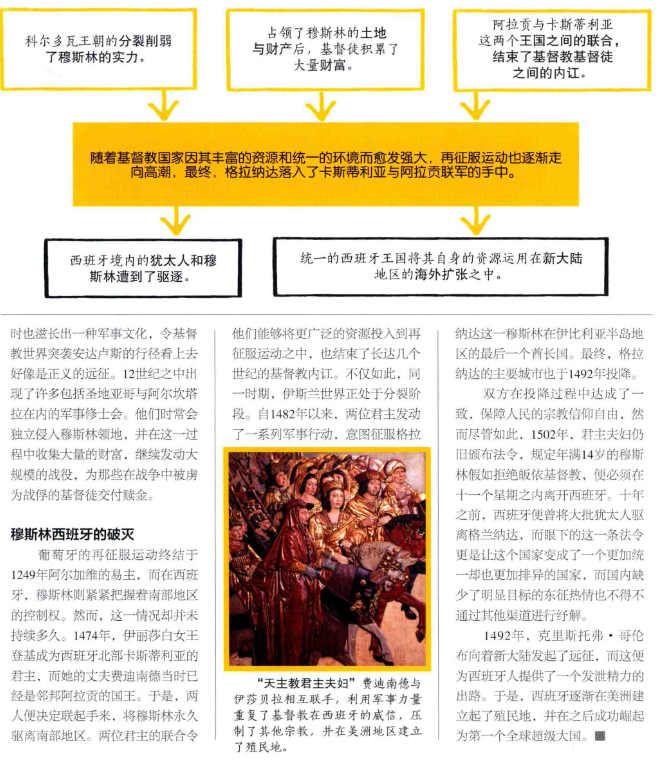 科尔多瓦王朝的分裂削弱
了穆斯林的实力。
占领了穆斯林的土地
与财产后，基督徒积累了
大量财富。
阿拉贡与卡斯蒂利亚
这两个王国之间的联合，
结束了基督教基督徒
之间的内讧。
随着基督教国家因其丰富的资源和统一的环境而愈发强大，再征服运动也逐渐走
向高潮，最终，格拉纳达落入了卡斯蒂利亚与阿拉贡联军的手中。
西班牙境内的犹太人和穆
斯林遭到了驱逐。
统一的西班牙王国将其自身的资源运用在新大陆
地区的海外扩张之中。
时也滋长出一种军事文化，令基督
教世界突袭安达卢斯的行径看上去
好像是正义的远征。12世纪之中出
现了许多包括圣地亚哥与阿尔坎塔
拉在内的军事修士会。他们时常会
独立侵入穆斯林领地，并在这一过
程中收集大量的财富，继续发动大
规模的战役，为那些在战争中被虏
为战俘的基督徒交付赎金。
穆斯林西班牙的破灭
葡萄牙的再征服运动终结于
1249年阿尔加维的易主，而在西班
牙，穆斯林则紧紧把握着南部地区
的控制权。然而，这一情况却并未
持续多久。1474年，伊丽莎白女王
登基成为西班牙北部卡斯蒂利亚的
君主，而她的丈夫费迪南德当时已
经是邻邦阿拉贡的国王。于是，两
人便决定联起手来，将穆斯林永久
驱离南部地区。两位君主的联合令
他们能够将更广泛的资源投入到再
征服运动之中，也结束了长达几个
世纪的基督教内讧。不仅如此，同
一时期，伊斯兰世界正处于分裂阶
段。自1482年以来，两位君主发动
了一系列军事行动，意图征服格拉
“天主教君主夫妇”费迪南德与
伊莎贝拉相互联手，利用军事力量
重复了基督教在西班牙的威信，压
制了其他宗教，并在美洲地区建立
了殖民地。
纳达这一穆斯林在伊比利亚半岛地
区的最后一个酋长国。最终，格拉
纳达的主要城市也于1492年投降。
双方在投降过程中达成了一
致，保障人民的宗教信仰自由，然
而尽管如此，1502年，君主夫妇仍
旧颁布法令，规定年满14岁的穆斯
林假如拒绝皈依基督教，便必须在
十一个星期之内离开西班牙。十年
之前，西班牙便曾将大批犹太人驱
离格兰纳达，而眼下的这一条法令
更是让这个国家变成了一个更加统
一却也更加排异的国家，而国内缺
少了明显目标的东征热情也不得不
通过其他渠道进行纾解。
1492年，克里斯托弗·哥伦
布向着新大陆发起了远征，而这便
为西班牙人提供了一个发泄精力的
出路。于是，西班牙逐渐在美洲建
立起了殖民地，并在之后成功崛起
为第一个全球超级大国。■